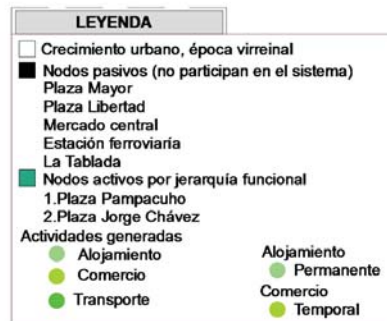 LEYENDA
Crecimiento urbano, época virreinal
Nodos pasivos (no participan en el sistema)
Plaza Mayor
Plaza Libertad
Mercado central
Estación ferroviaría
La Tablada
Nodos activos por jerarquía funcional
1.Plaza Pampacucho
2.Plaza Jorge Chávez
Actividades generadas
Alojamiento
Comercio
Transporte
Alojamiento
Permanente
Comercio
Temporal